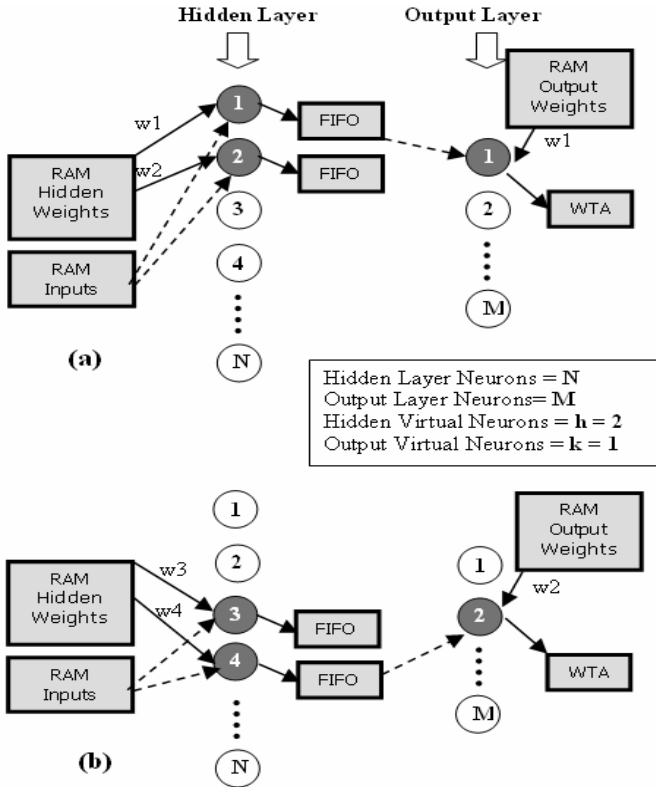 Hidden Layer
Output Layer
RAM
Output
Weights
1
FIFO
w1
w1
1
2
FIFO
w2
RAM
Hidden
Weights
3
2
WTA
4
RAM
Inputs
M
(a)
N
Hidden Layer Neurons = N
Output Layer Neurons= M
Hidden Virtual Neurons = h = 2
Output Virtual Neurons = k = 1
1
RAM
Output
Weights
2
1
w3
RAM
Hidden
Weights
w2
w4
3
2
FIFO
4
FIFO
WTA
RAM
Inputs
M
(b)
N